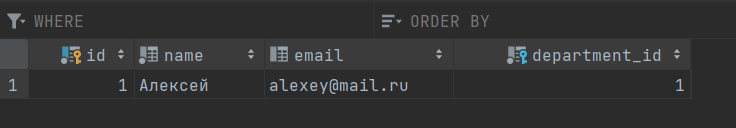 WHERE ORDER BY
id name email department_id
1 1 Алексей alexey@mail.ru 1